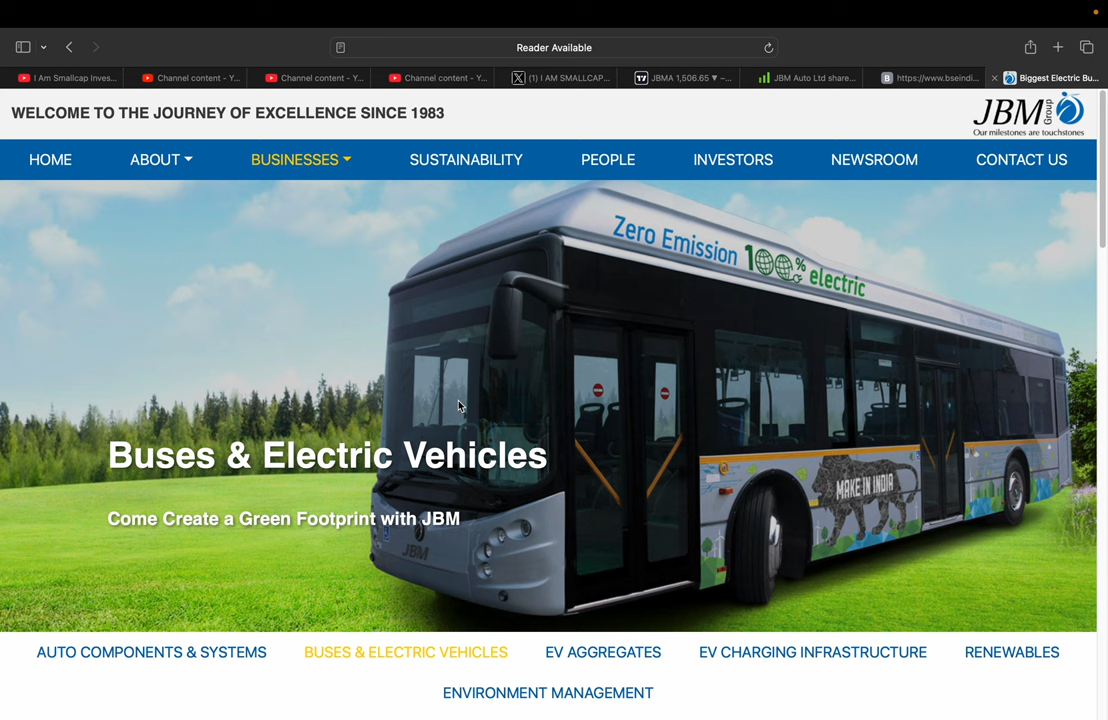 Reader Available
I Am Smallcap Inves...
Channel content - Y...
Channel content - Y...
Channel content - Y...
(1) I AM SMALLCAP...
JBMA 1,506.65 ▼ −...
JBM Auto Ltd share...
https://www.bseindi...
Biggest Electric Bu...
WELCOME TO THE JOURNEY OF EXCELLENCE SINCE 1983
JBM Group
Our milestones are touchstones
HOME
ABOUT
BUSINESSES
SUSTAINABILITY
PEOPLE
INVESTORS
NEWSROOM
CONTACT US
Zero Emission 100% electric
MAKE IN INDIA
Buses & Electric Vehicles
Come Create a Green Footprint with JBM
JBM
AUTO COMPONENTS & SYSTEMS
BUSES & ELECTRIC VEHICLES
EV AGGREGATES
EV CHARGING INFRASTRUCTURE
RENEWABLES
ENVIRONMENT MANAGEMENT